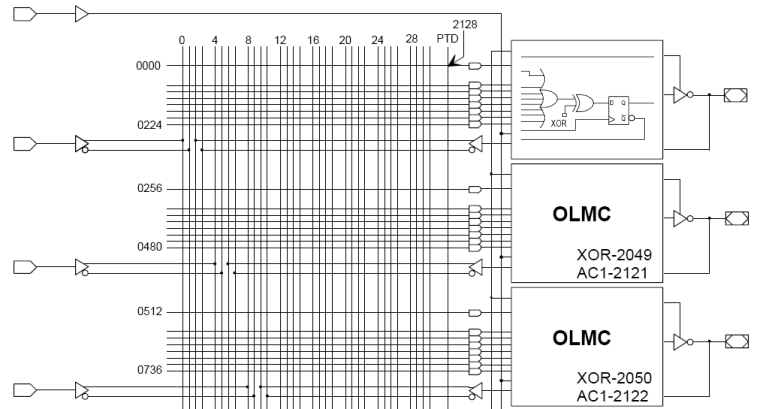 2128
0 4 8 12 16 20 24 28 PTD
0000
D Q
Q
XOR
0224
0256
OLMC
0480
XOR-2049
AC1-2121
0512
OLMC
0736
XOR-2050
AC1-2122